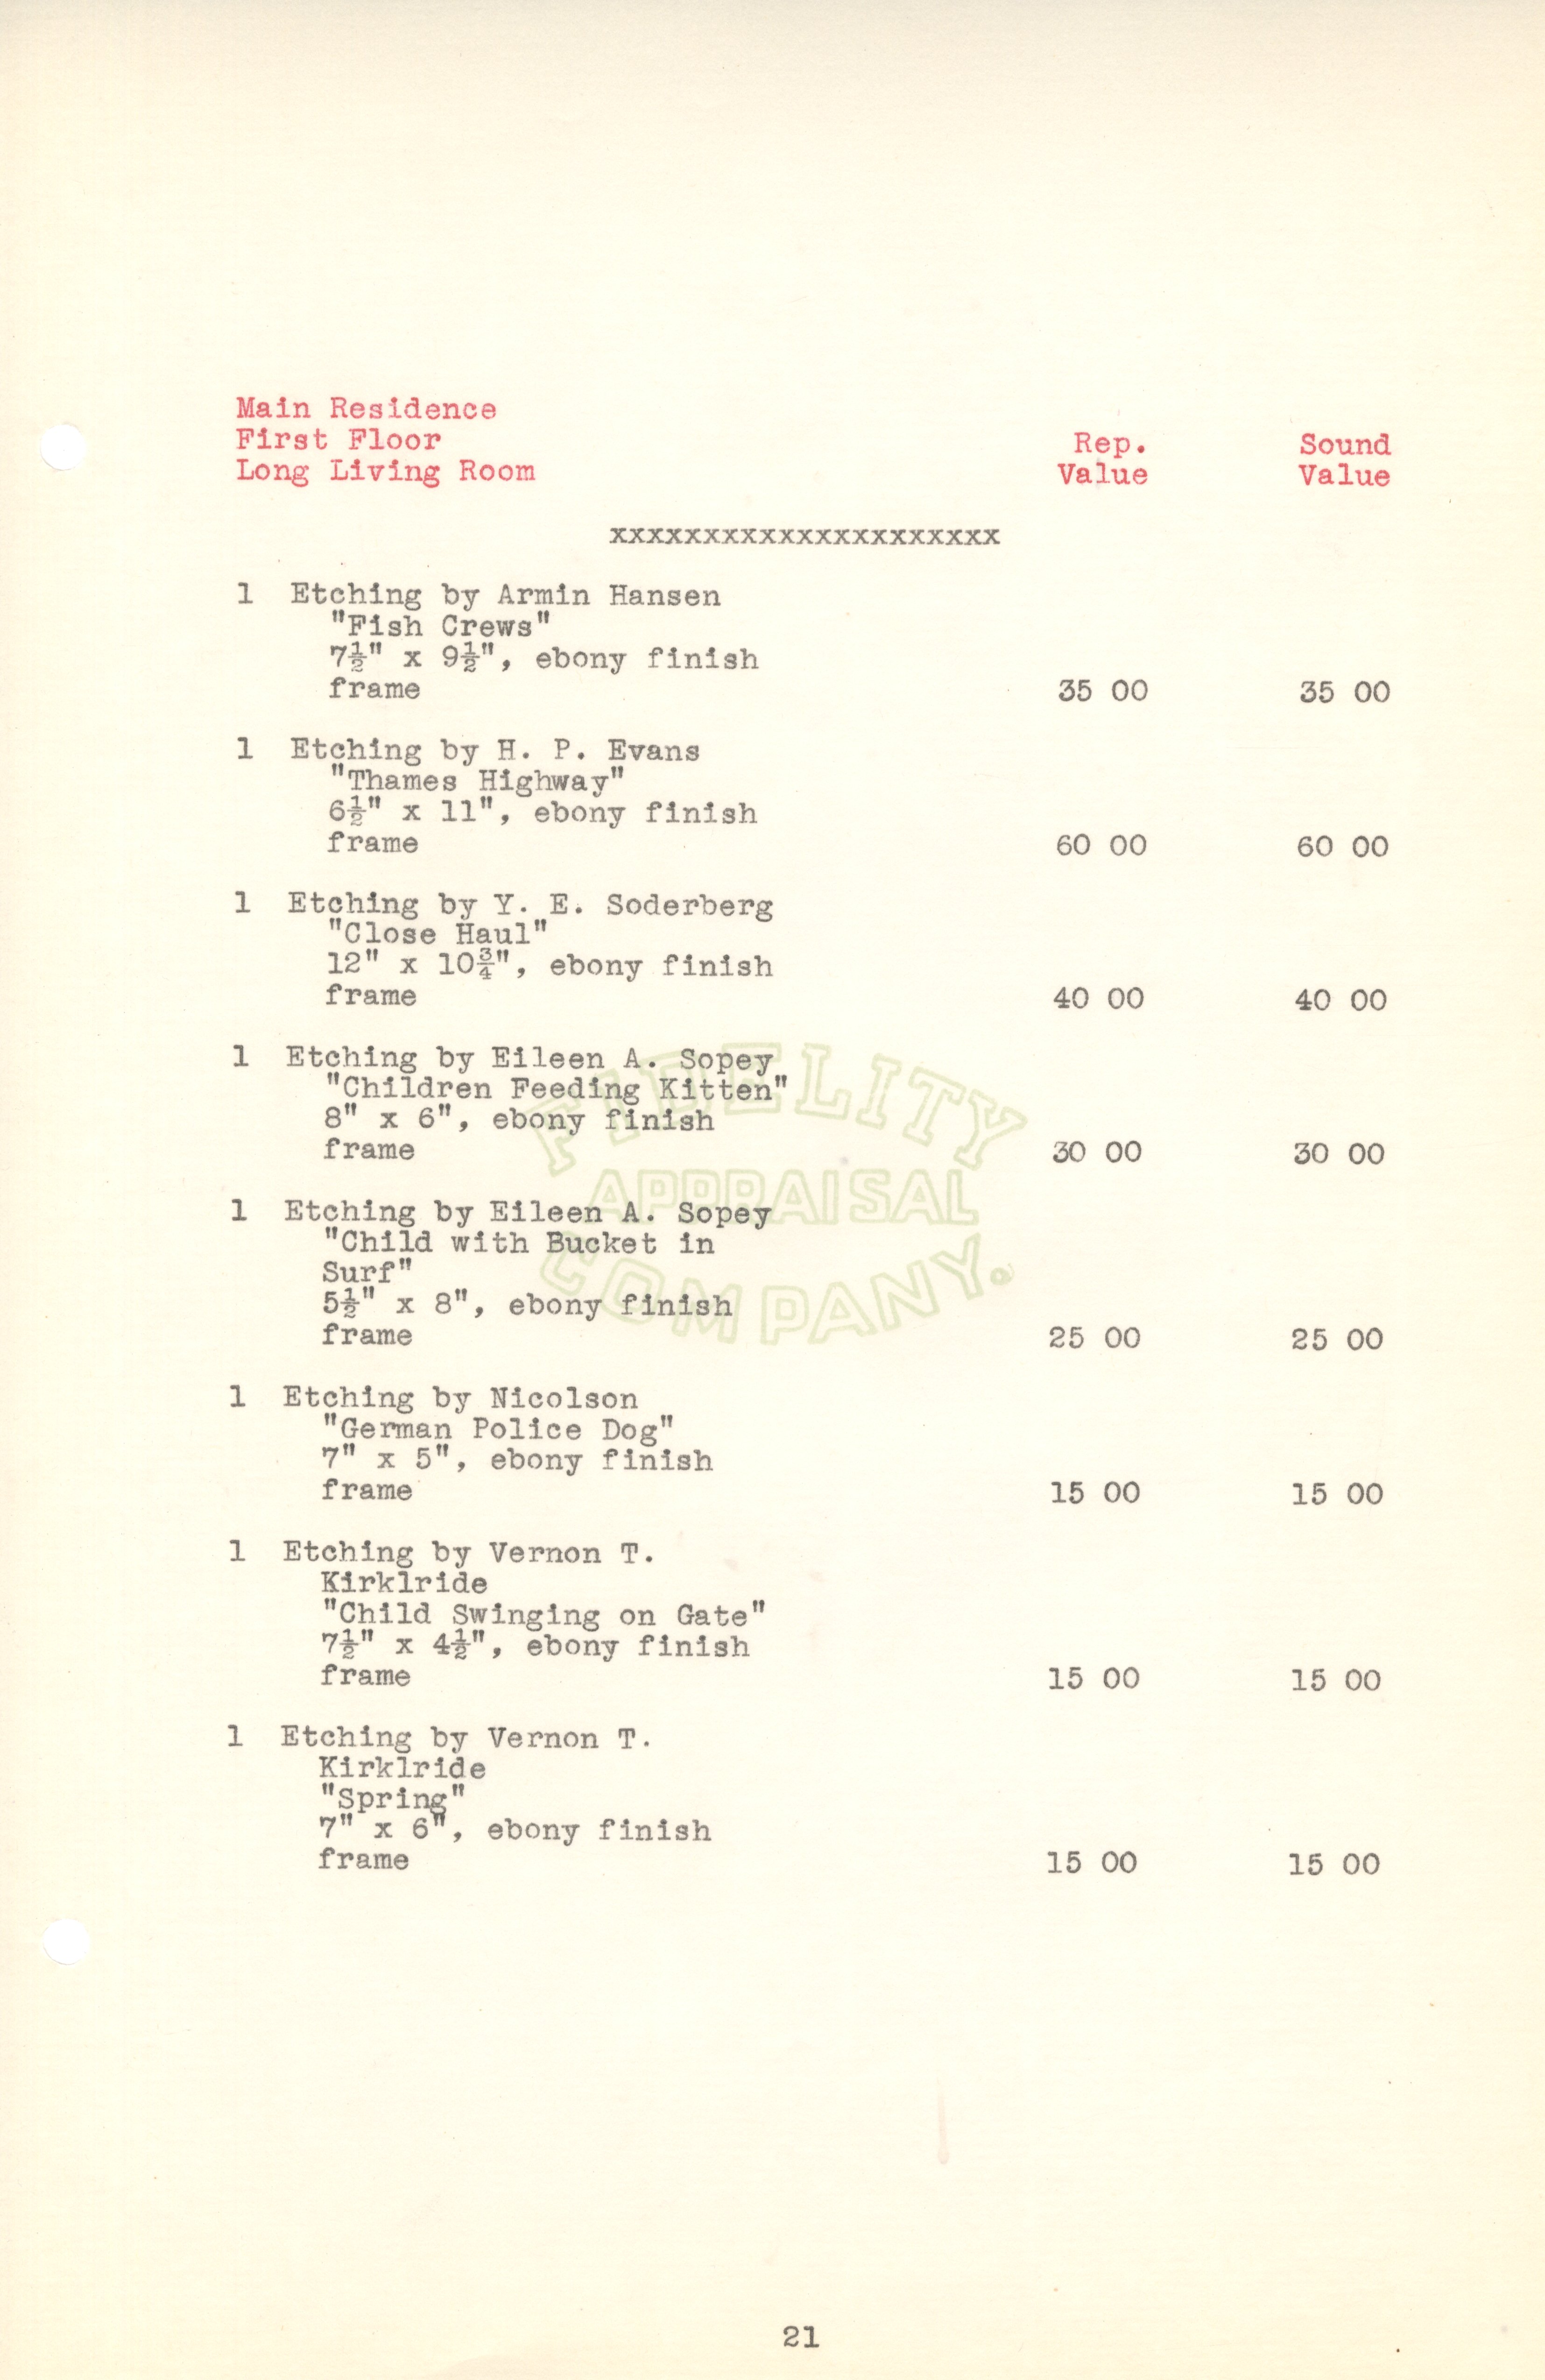 Main Residence
First Floor
Long Living Room
Rep. Value
Sound Value
xxxxxxxxxxxxxxxxxxxxx
1 Etching by Armin Hansen
"Fish Crews"
7½" x 9½", ebony finish
frame 35 00 35 00
1 Etching by H. P. Evans
"Thames Highway"
6½" x 11", ebony finish
frame 60 00 60 00
1 Etching by Y. E. Soderberg
"Close Haul"
12" x 10¾", ebony finish
frame 40 00 40 00
1 Etching by Eileen A. Sopey
"Children Feeding Kitten"
8" x 6", ebony finish
frame 30 00 30 00
1 Etching by Eileen A. Sopey
"Child with Bucket in
Surf"
5½" x 8", ebony finish
frame 25 00 25 00
1 Etching by Nicolson
"German Police Dog"
7" x 5", ebony finish
frame 15 00 15 00
1 Etching by Vernon T.
Kirklride
"Child Swinging on Gate"
7½" x 4½", ebony finish
frame 15 00 15 00
1 Etching by Vernon T.
Kirklride
"Spring"
7" x 6", ebony finish
frame 15 00 15 00
FIDELITY
APPRAISAL
COMPANY.
21